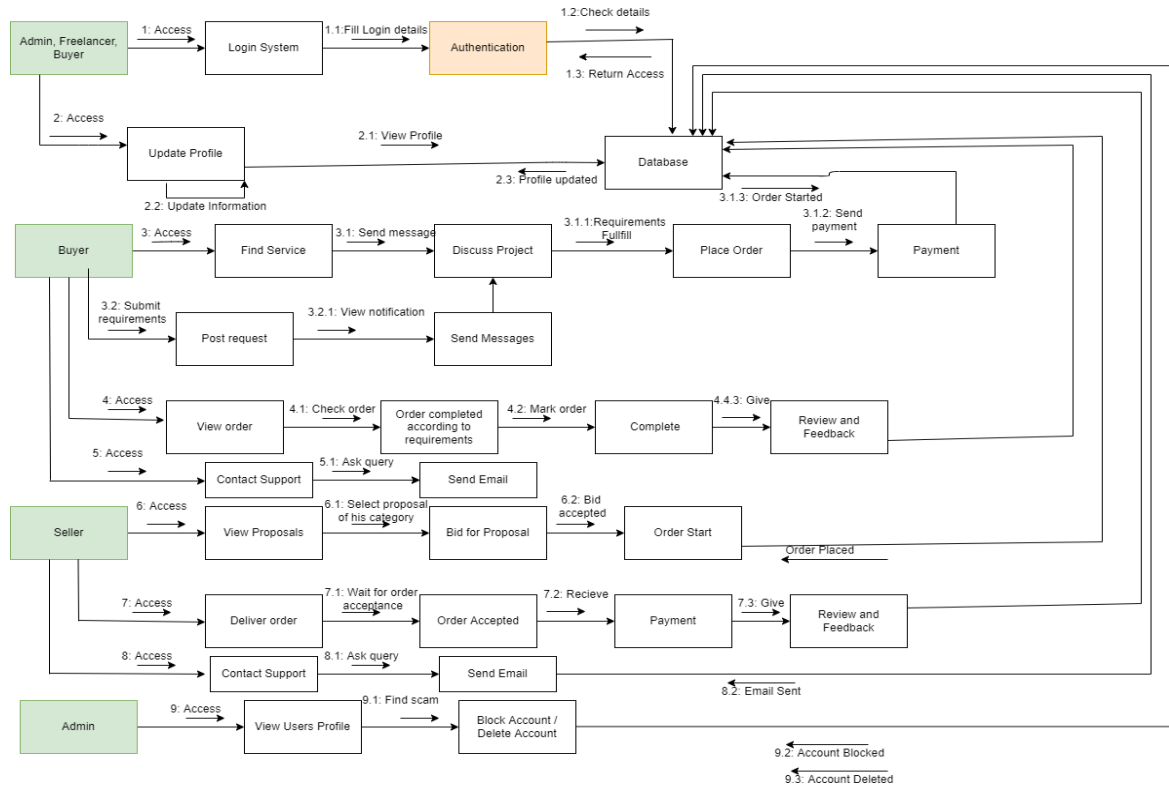 1: Access
1.1:Fill Login details
1.2:Check details
Admin, Freelancer,
Buyer
Login System
Authentication
1.3: Return Access
2: Access
2.1: View Profile
Update Profile
Database
2.3: Profile updated
2.2: Update Information
3.1.3: Order Started
3: Access
3.1: Send message
3.1.1:Requirements
Fullfill
3.1.2: Send
payment
Buyer
Find Service
Discuss Project
Place Order
Payment
3.2: Submit
requirements
3.2.1: View notification
Post request
Send Messages
4: Access
4.1: Check order
4.2: Mark order
4.4.3: Give
View order
Order completed
according to
requirements
Complete
Review and
Feedback
5: Access
5.1: Ask query
Contact Support
Send Email
6: Access
6.1: Select proposal
of his category
6.2: Bid
accepted
Seller
View Proposals
Bid for Proposal
Order Start
Order Placed
7: Access
7.1: Wait for order
acceptance
7.2: Recieve
7.3: Give
Deliver order
Order Accepted
Payment
Review and
Feedback
8: Access
8.1: Ask query
Contact Support
Send Email
8.2: Email Sent
9: Access
9.1: Find scam
Admin
View Users Profile
Block Account /
Delete Account
9.2: Account Blocked
9.3: Account Deleted